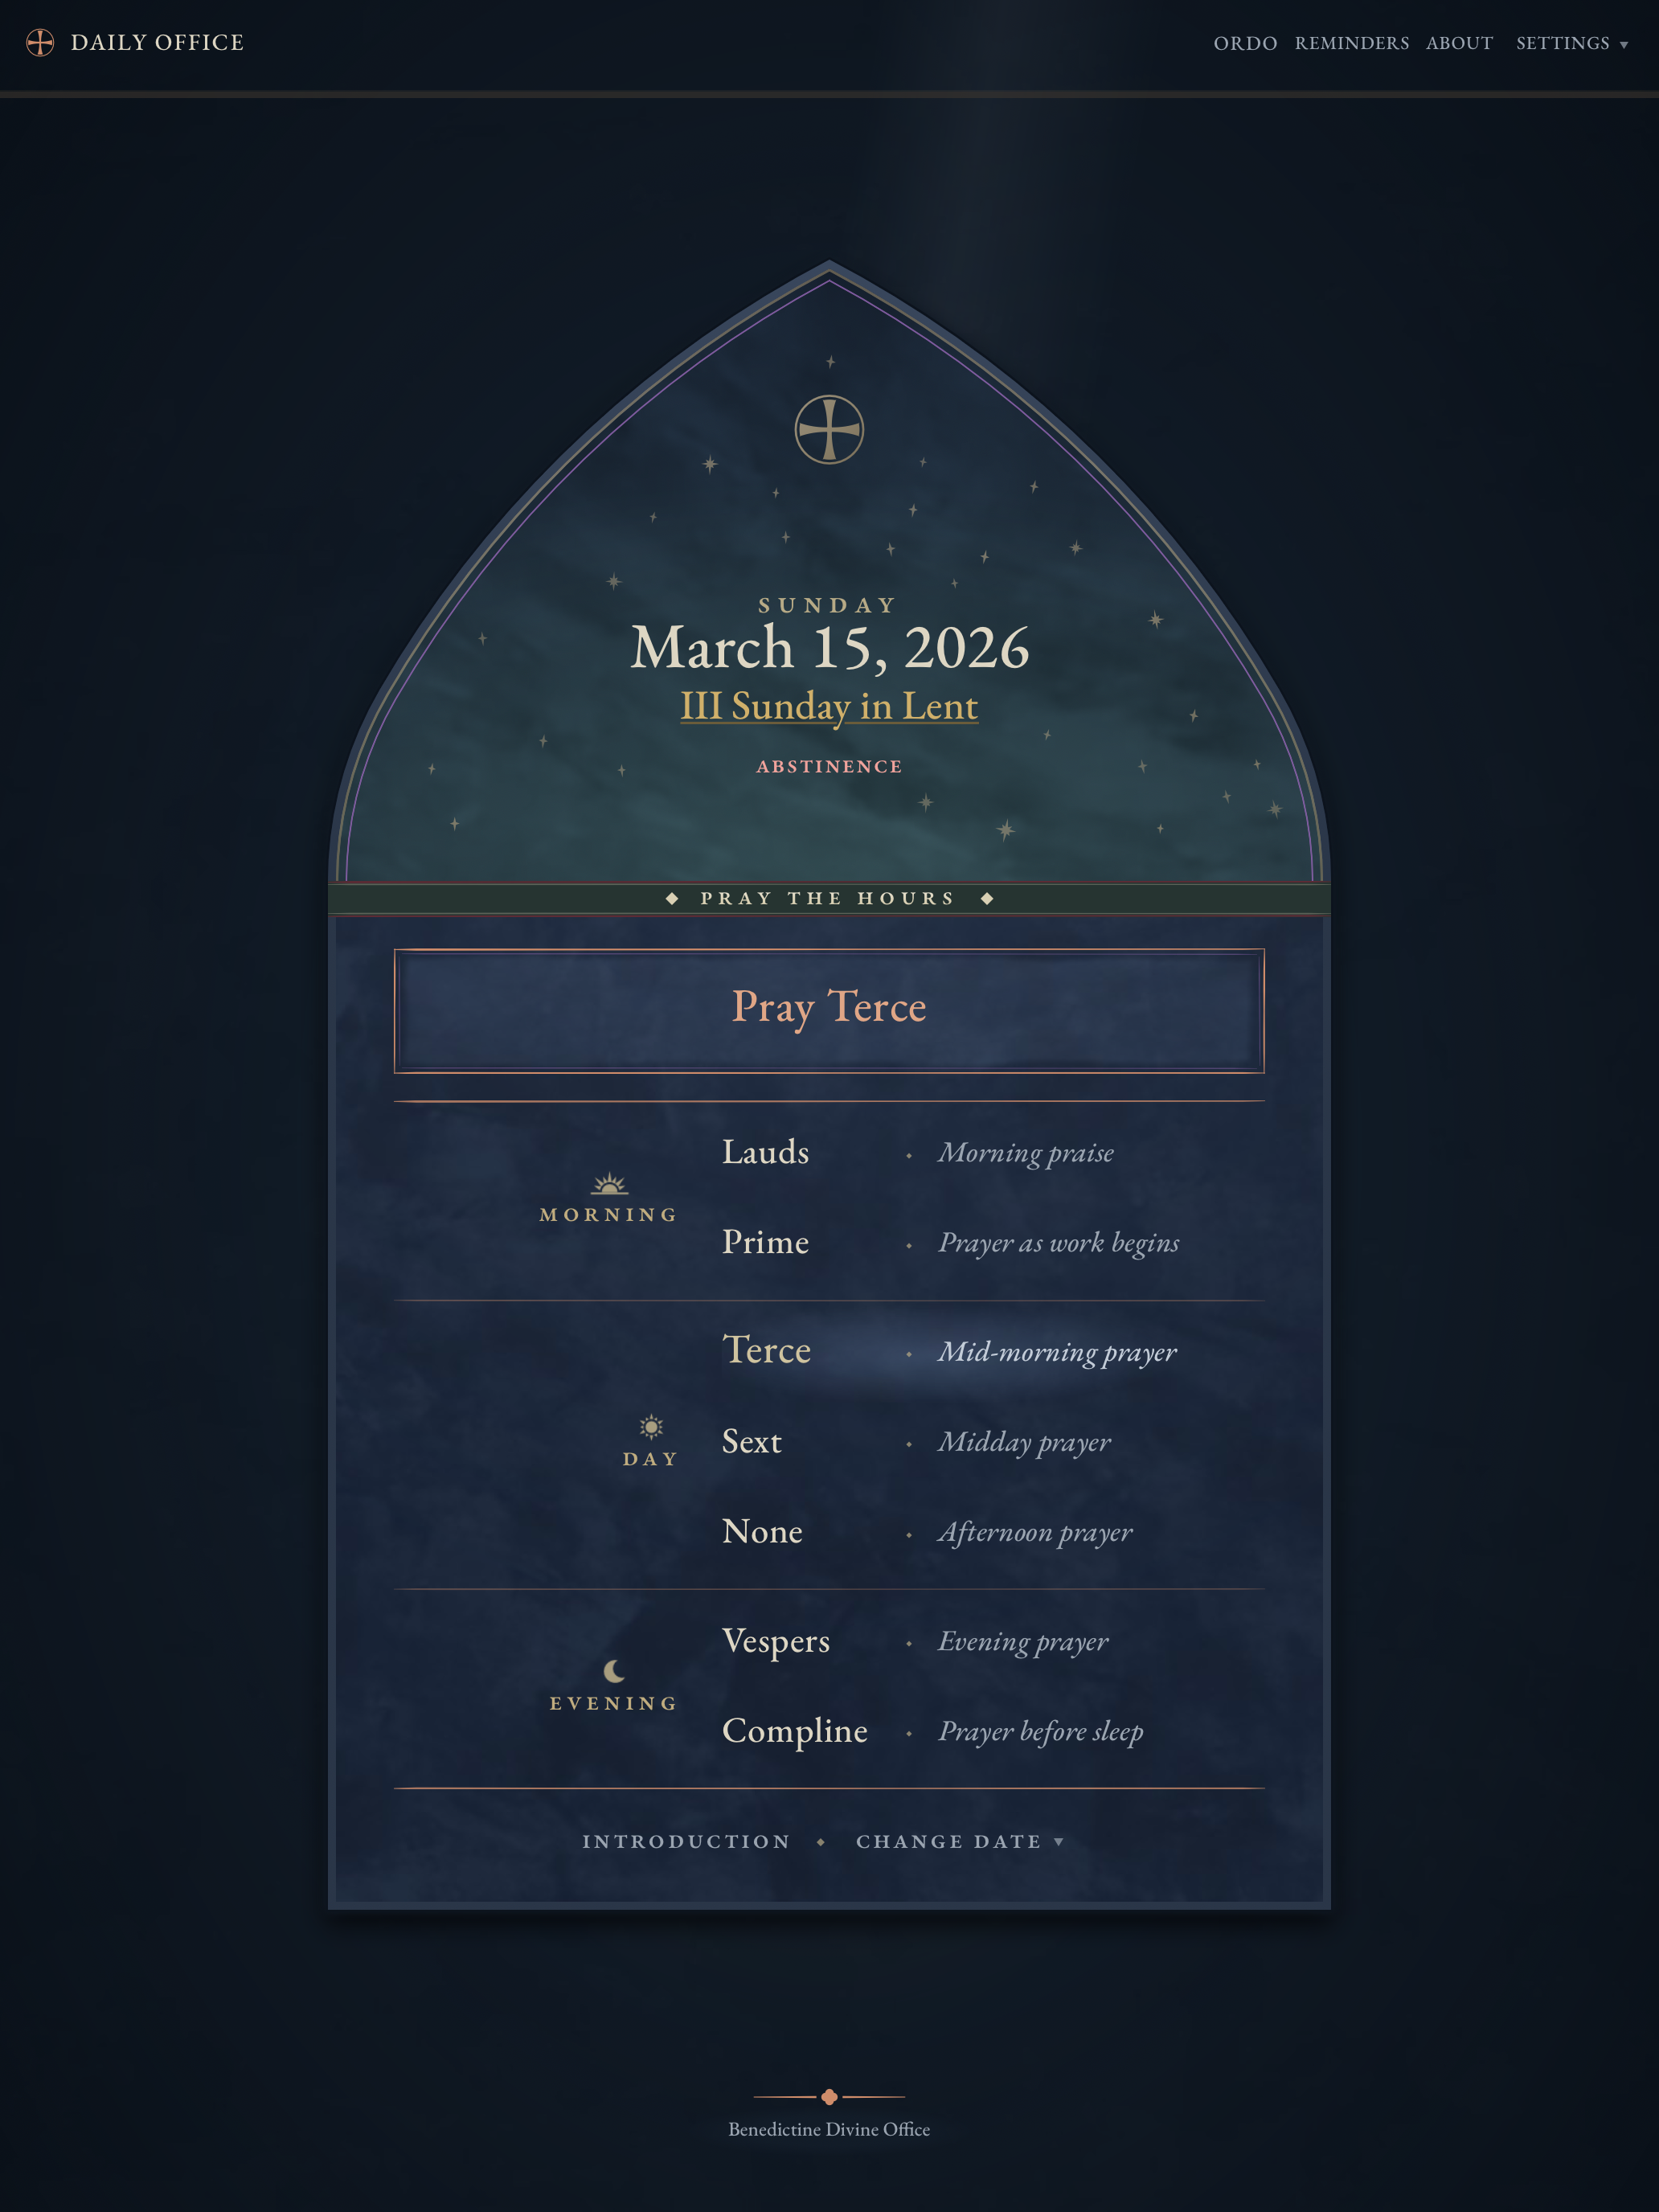 DAILY OFFICE
ORDO REMINDERS ABOUT SETTINGS ▼
SUNDAY
March 15, 2026
III Sunday in Lent
ABSTINENCE
◆ PRAY THE HOURS ◆
Pray Terce
MORNING
Lauds · Morning praise
Prime · Prayer as work begins
DAY
Terce · Mid-morning prayer
Sext · Midday prayer
None · Afternoon prayer
EVENING
Vespers · Evening prayer
Compline · Prayer before sleep
INTRODUCTION ◆ CHANGE DATE ▼
Benedictine Divine Office